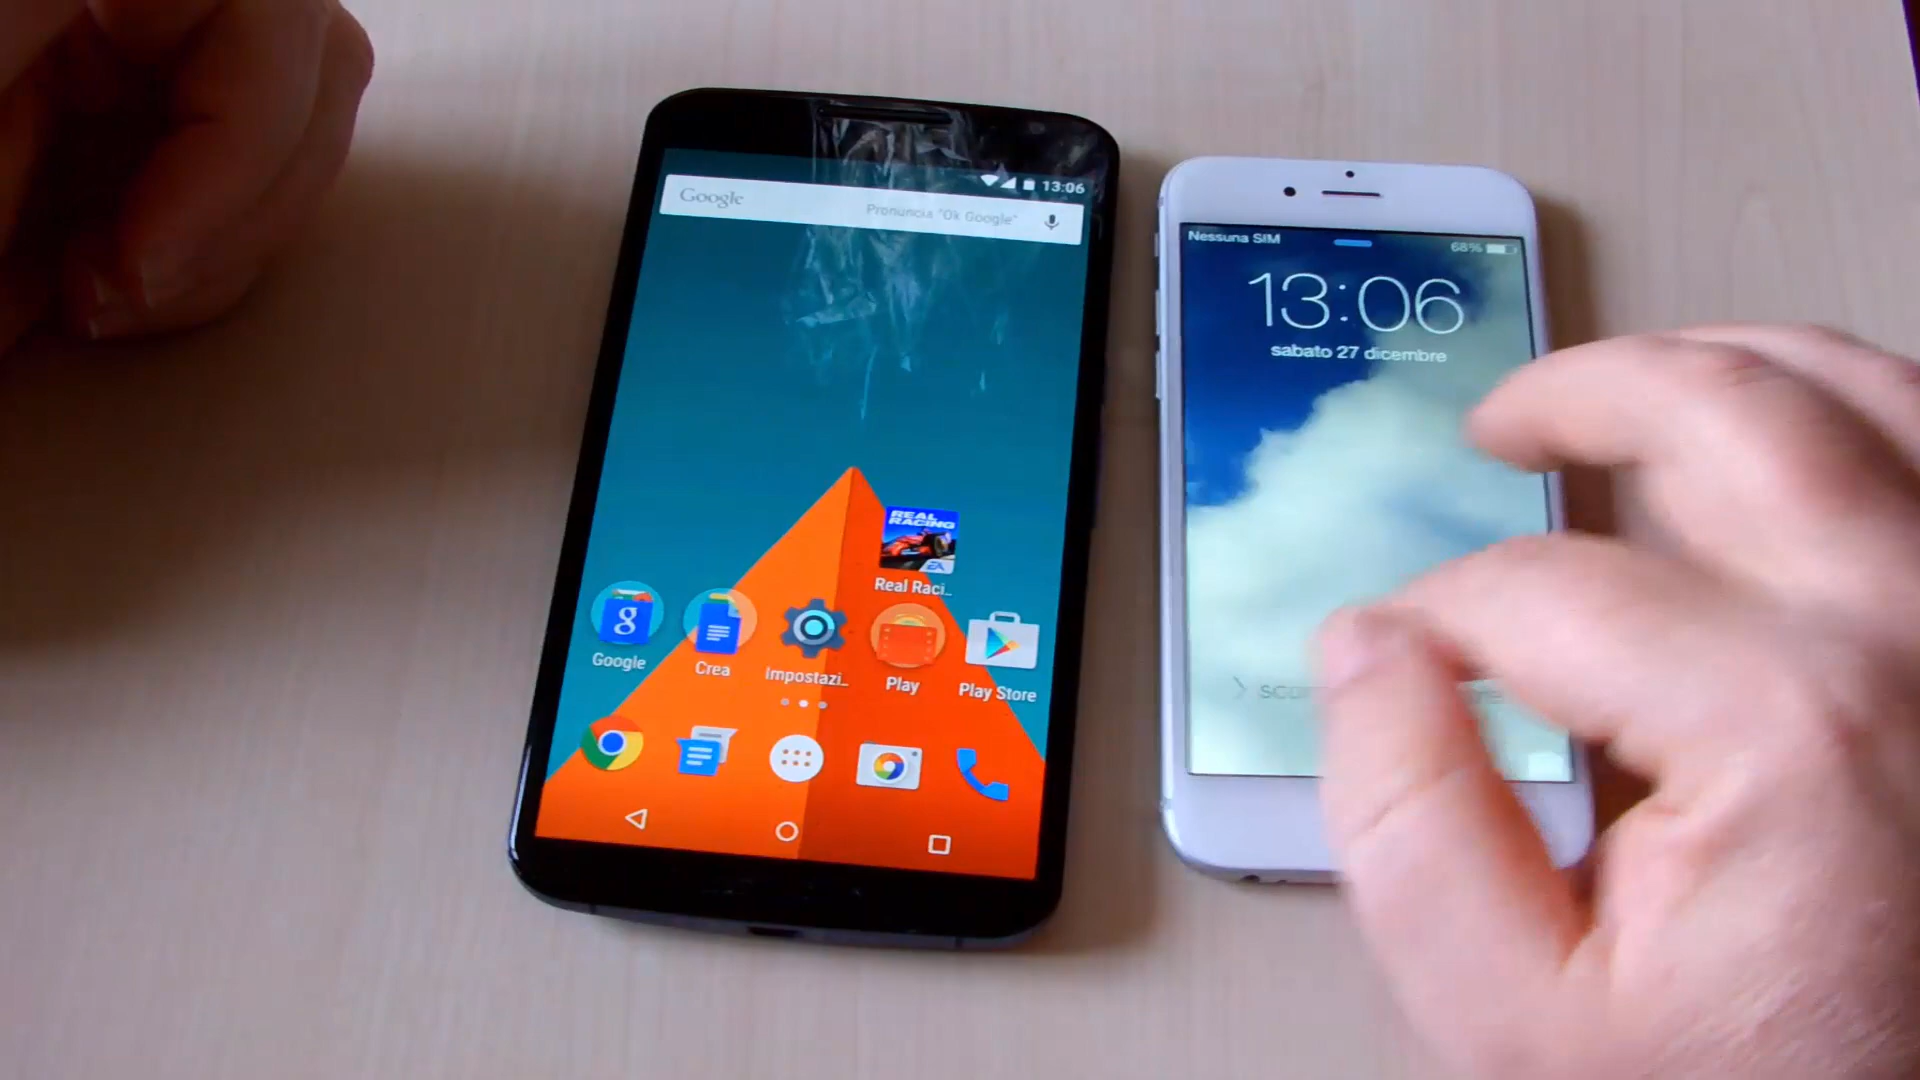 13:06
Google
Pronuncia "Ok Google"
REAL
RACING
EA
Real Raci..
g
Google
Crea
Impostazi..
Play
Play Store
Nessuna SIM
68%
13:06
sabato 27 dicembre